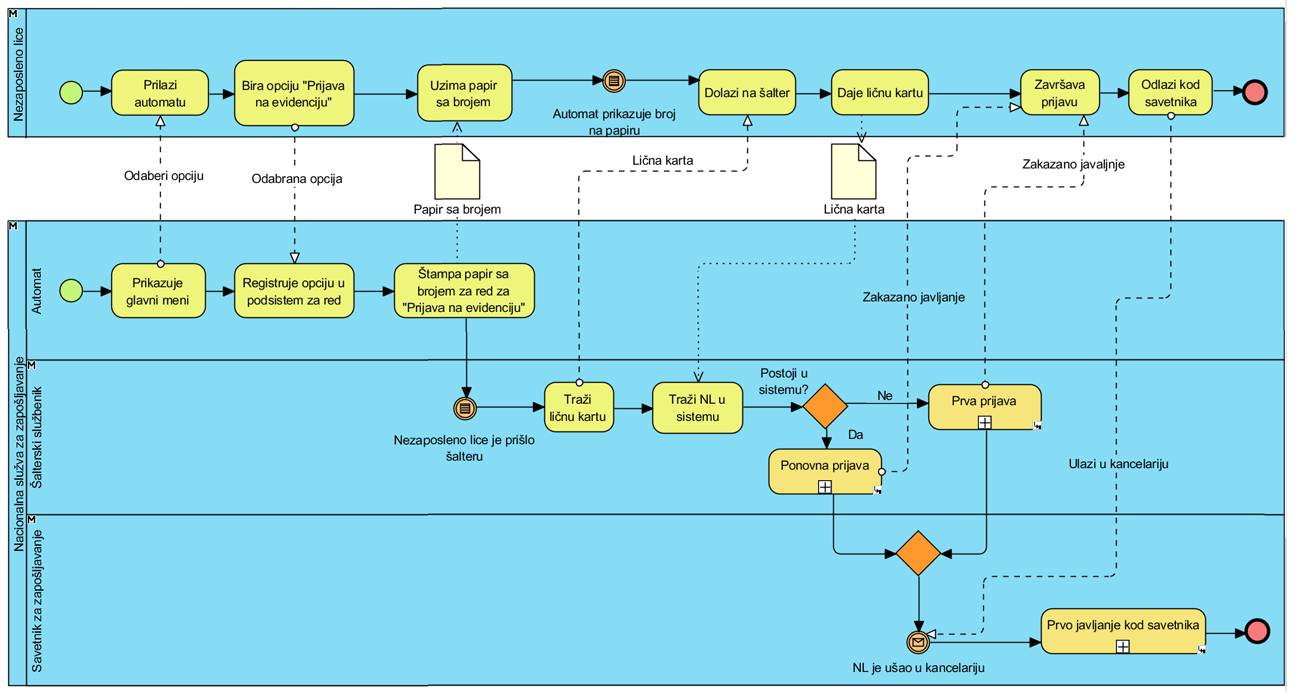 M
Nezaposleno lice
Prilazi
automatu
Bira opciju "Prijava
na evidenciju"
Uzima papir
sa brojem
Automat prikazuje broj
na papiru
Dolazi na šalter
Daje ličnu kartu
Završava
prijavu
Odlazi kod
savetnika
Odaberi opciju
Odabrana opcija
Papir sa brojem
Lična karta
Lična karta
Zakazano javaljnje
M
Nacionalna služva za zapošljavanje
Automat
Prikazuje
glavni meni
Registruje opciju u
podsistem za red
Štampa papir sa
brojem za red za
"Prijava na evidenciju"
Zakazano javljanje
M
Šalterski službenik
Nezaposleno lice je prišlo
šalteru
Traži
ličnu kartu
Traži NL u
sistemu
Postoji u
sistemu?
Ne
Da
Prva prijava
Ponovna prijava
Ulazi u kancelariju
M
Savetnik za zapošljavanje
NL je ušao u kancelariju
Prvo javljanje kod savetnika